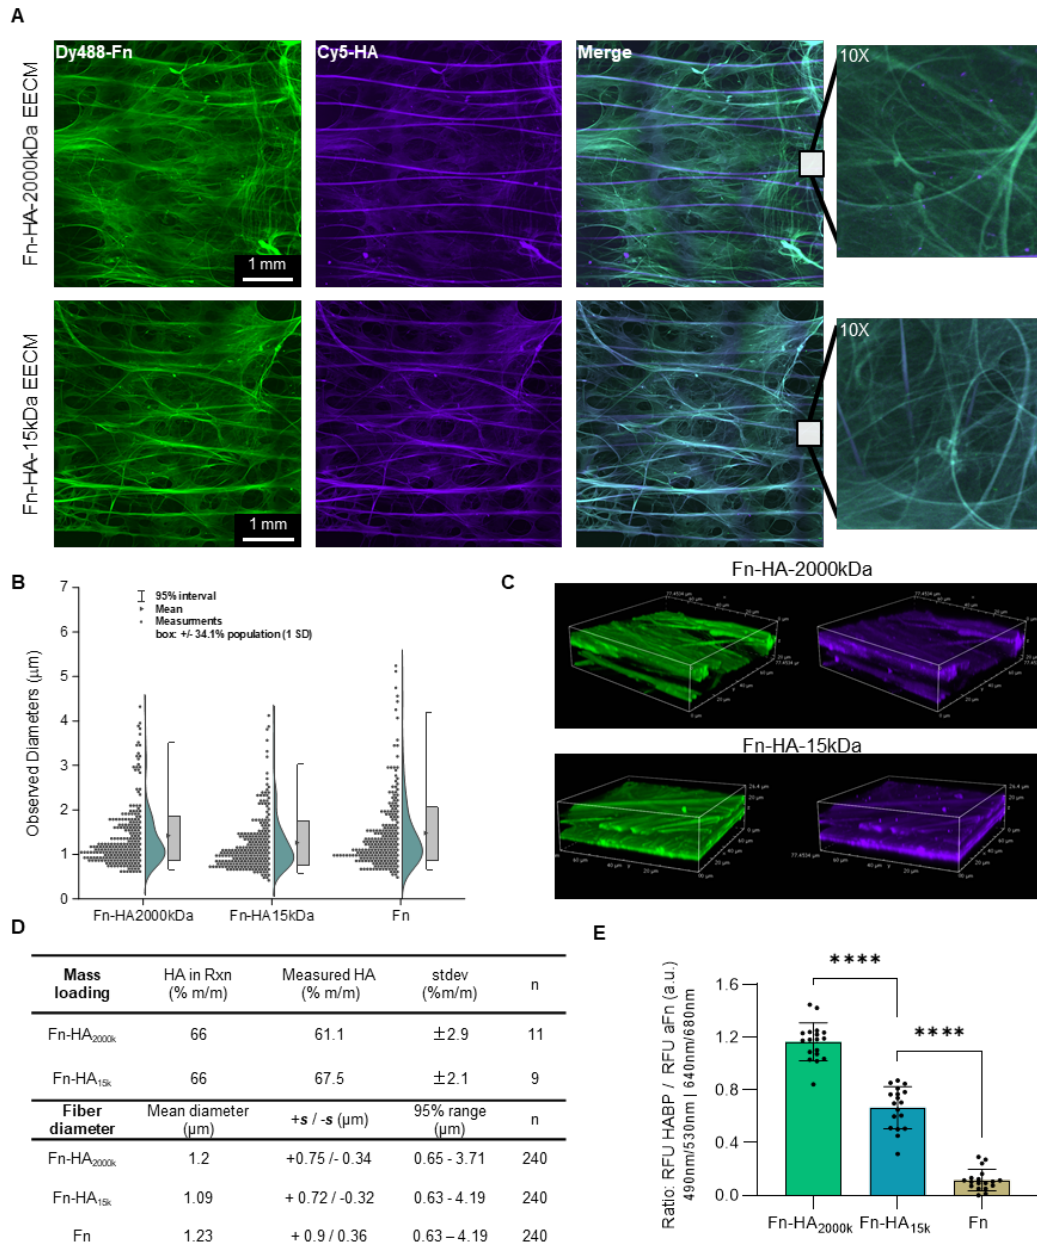 A
Dy488-Fn
Cy5-HA
Merge
10X
Fn-HA-2000kDa EECM
1 mm
10X
Fn-HA-15kDa EECM
1 mm
B
95% interval
Mean
Measurments
box: +/- 34.1% population (1 SD)
Observed Diameters (μm)
7
6
5
4
3
2
1
0
Fn-HA2000kDa
Fn-HA15kDa
Fn
C
Fn-HA-2000kDa
Fn-HA-15kDa
D
Mass loading HA in Rxn (% m/m) Measured HA (% m/m) stdev (%m/m) n
Fn-HA2000k 66 61.1 ±2.9 11
Fn-HA15k 66 67.5 ±2.1 9
Fiber diameter Mean diameter (μm) +s / -s (μm) 95% range (μm) n
Fn-HA2000k 1.2 +0.75 /- 0.34 0.65 - 3.71 240
Fn-HA15k 1.09 + 0.72 /-0.32 0.63 - 4.19 240
Fn 1.23 + 0.9 / 0.36 0.63 – 4.19 240
E
Ratio: RFU HABP / RFU aFn (a.u.)
490nm/530nm | 640nm/680nm
1.6
1.2
0.8
0.4
0.0
****
****
Fn-HA2000k
Fn-HA15k
Fn